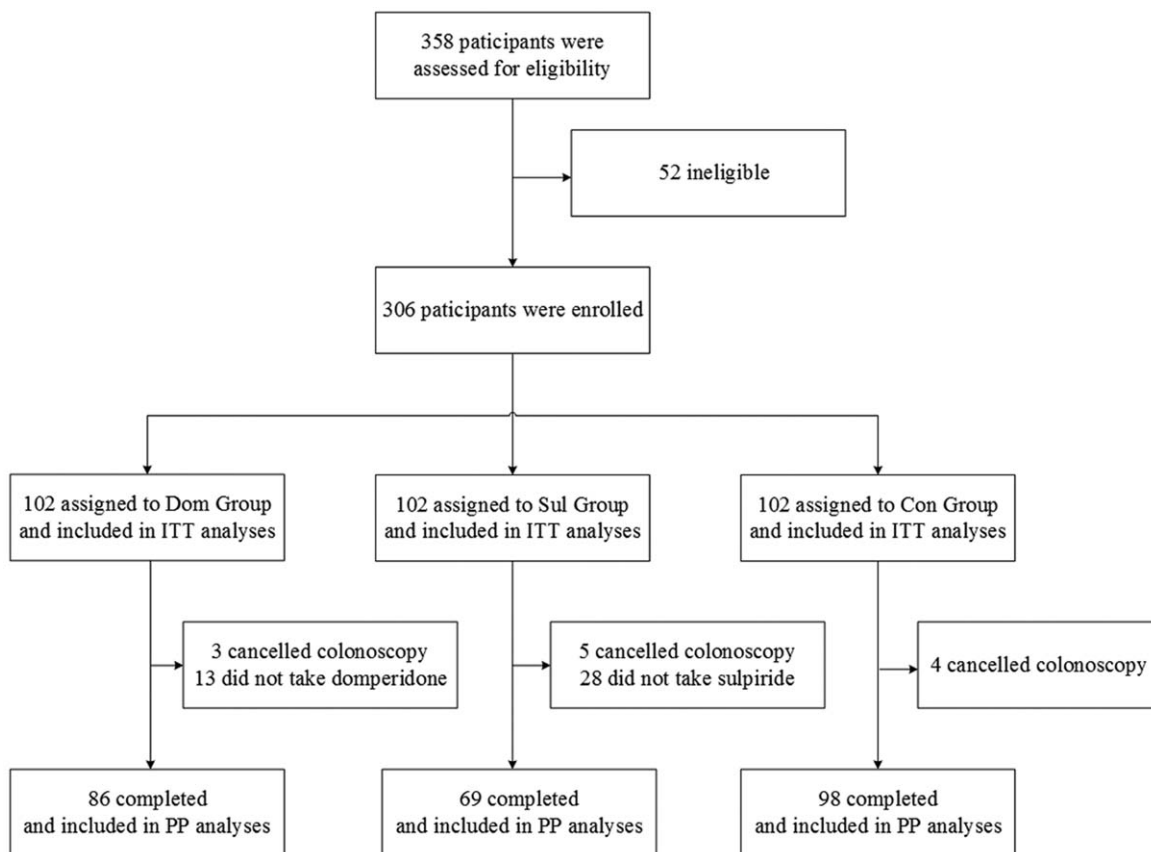 358 paticipants were
assessed for eligibility
52 ineligible
306 paticipants were enrolled
102 assigned to Dom Group
and included in ITT analyses
102 assigned to Sul Group
and included in ITT analyses
102 assigned to Con Group
and included in ITT analyses
3 cancelled colonoscopy
13 did not take domperidone
5 cancelled colonoscopy
28 did not take sulpiride
4 cancelled colonoscopy
86 completed
and included in PP analyses
69 completed
and included in PP analyses
98 completed
and included in PP analyses